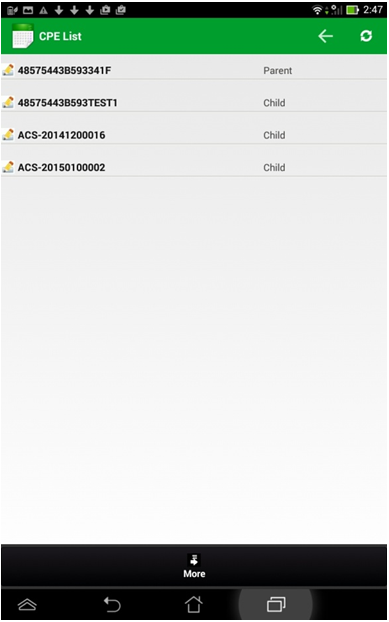 2:47
CPE List
48575443B593341F Parent
48575443B593TEST1 Child
ACS-20141200016 Child
ACS-20150100002 Child
More